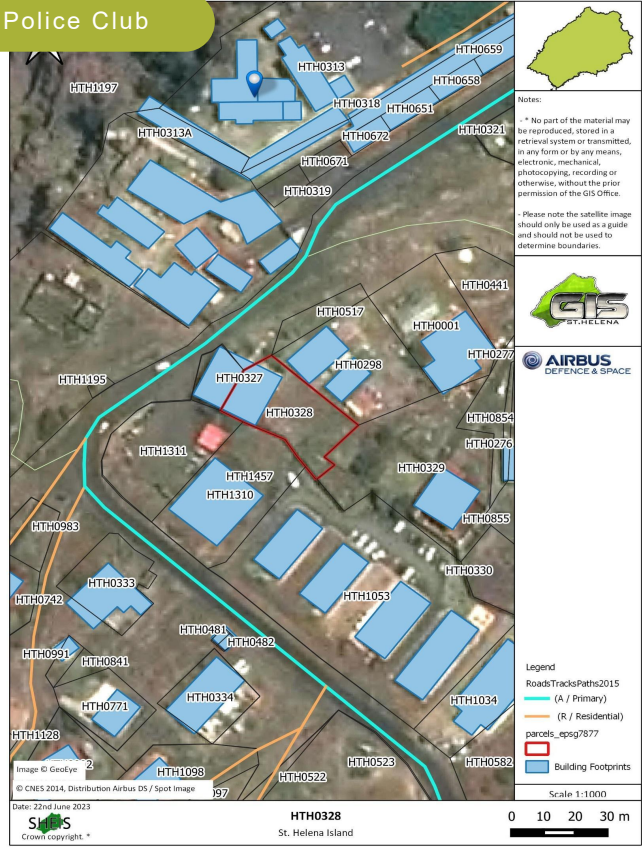 Police Club
HTH0659
HTH0313
HTH1197
HTH0658
HTH0318
HTH0651
HTH0321
HTH0313A
HTH0672
HTH0671
HTH0319
HTH0441
HTH0517
HTH0001
HTH0277
HTH0298
HTH1195
HTH0327
HTH0328
HTH0854
HTH0276
HTH1311
HTH0329
HTH1457
HTH1310
HTH0855
HTH0983
HTH0330
HTH0333
HTH0742
HTH1053
HTH0481
HTH0482
HTH0991
HTH0841
HTH0334
HTH0771
HTH1034
HTH1128
HTH0523
HTH0582
HTH1098
HTH0522
Image © GeoEye
© CNES 2014, Distribution Airbus DS / Spot Image
Notes:
- * No part of the material may
be reproduced, stored in a
retrieval system or transmitted,
in any form or by any means,
electronic, mechanical,
photocopying, recording or
otherwise, without the prior
permission of the GIS Office.
- Please note the satellite image
should only be used as a guide
and should not be used to
determine boundaries.
GIS
ST.HELENA
AIRBUS
DEFENCE & SPACE
Legend
RoadsTracksPaths2015
(A / Primary)
(R / Residential)
parcels_epsg7877
Building Footprints
Scale 1:1000
Date: 22nd June 2023
Crown copyright. *
HTH0328
St. Helena Island
0 10 20 30 m